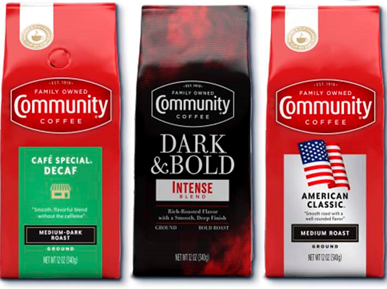 EST. 1919
FAMILY OWNED
Community®
COFFEE
CAFÉ SPECIAL®
DECAF
"Smooth, flavorful blend
without the caffeine".
MEDIUM-DARK
ROAST
GROUND
NET WT 12 OZ (340g)
EST. 1919
FAMILY OWNED
Community
COFFEE
DARK
& BOLD
INTENSE
BLEND
Rich-Roasted Flavor
with a Smooth, Deep Finish
GROUND BOLD ROAST
NET WT 12 OZ (340g)
EST. 1919
FAMILY OWNED
Community®
COFFEE
AMERICAN
CLASSIC®
"Smooth roast with a
well-rounded flavor"
MEDIUM ROAST
GROUND
NET WT 12 OZ (340g)